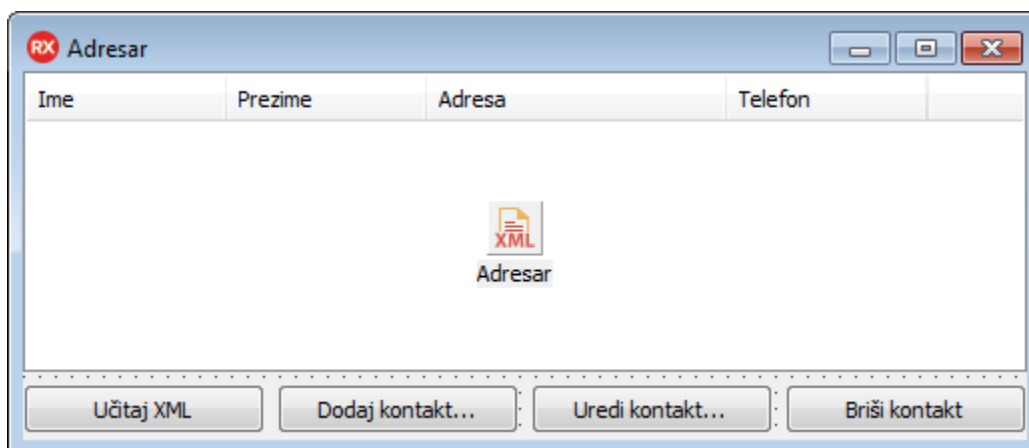 RX Adresar
Ime Prezime Adresa Telefon
XML
Adresar
Učitaj XML Dodaj kontakt... Uredi kontakt... Briši kontakt